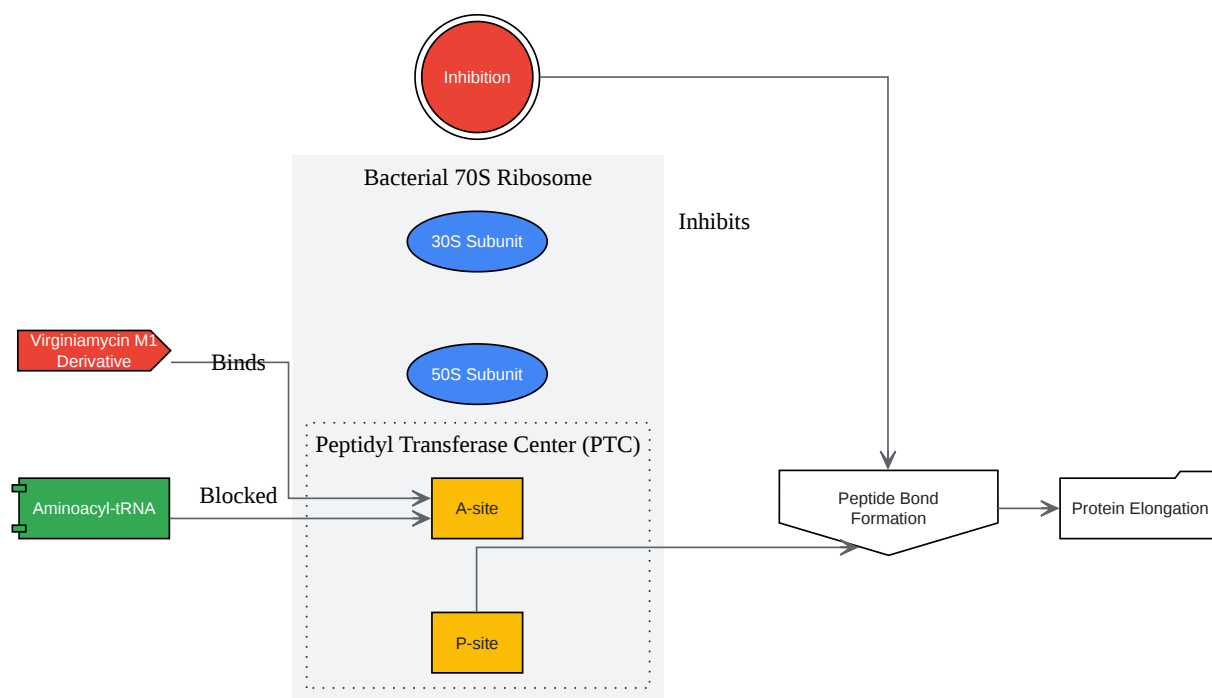 Inhibition
Bacterial 70S Ribosome
30S Subunit
Inhibits
Virginiamycin M1
Derivative
Binds
50S Subunit
Peptidyl Transferase Center (PTC)
Aminoacyl-tRNA
Blocked
A-site
Peptide Bond
Formation
Protein Elongation
P-site